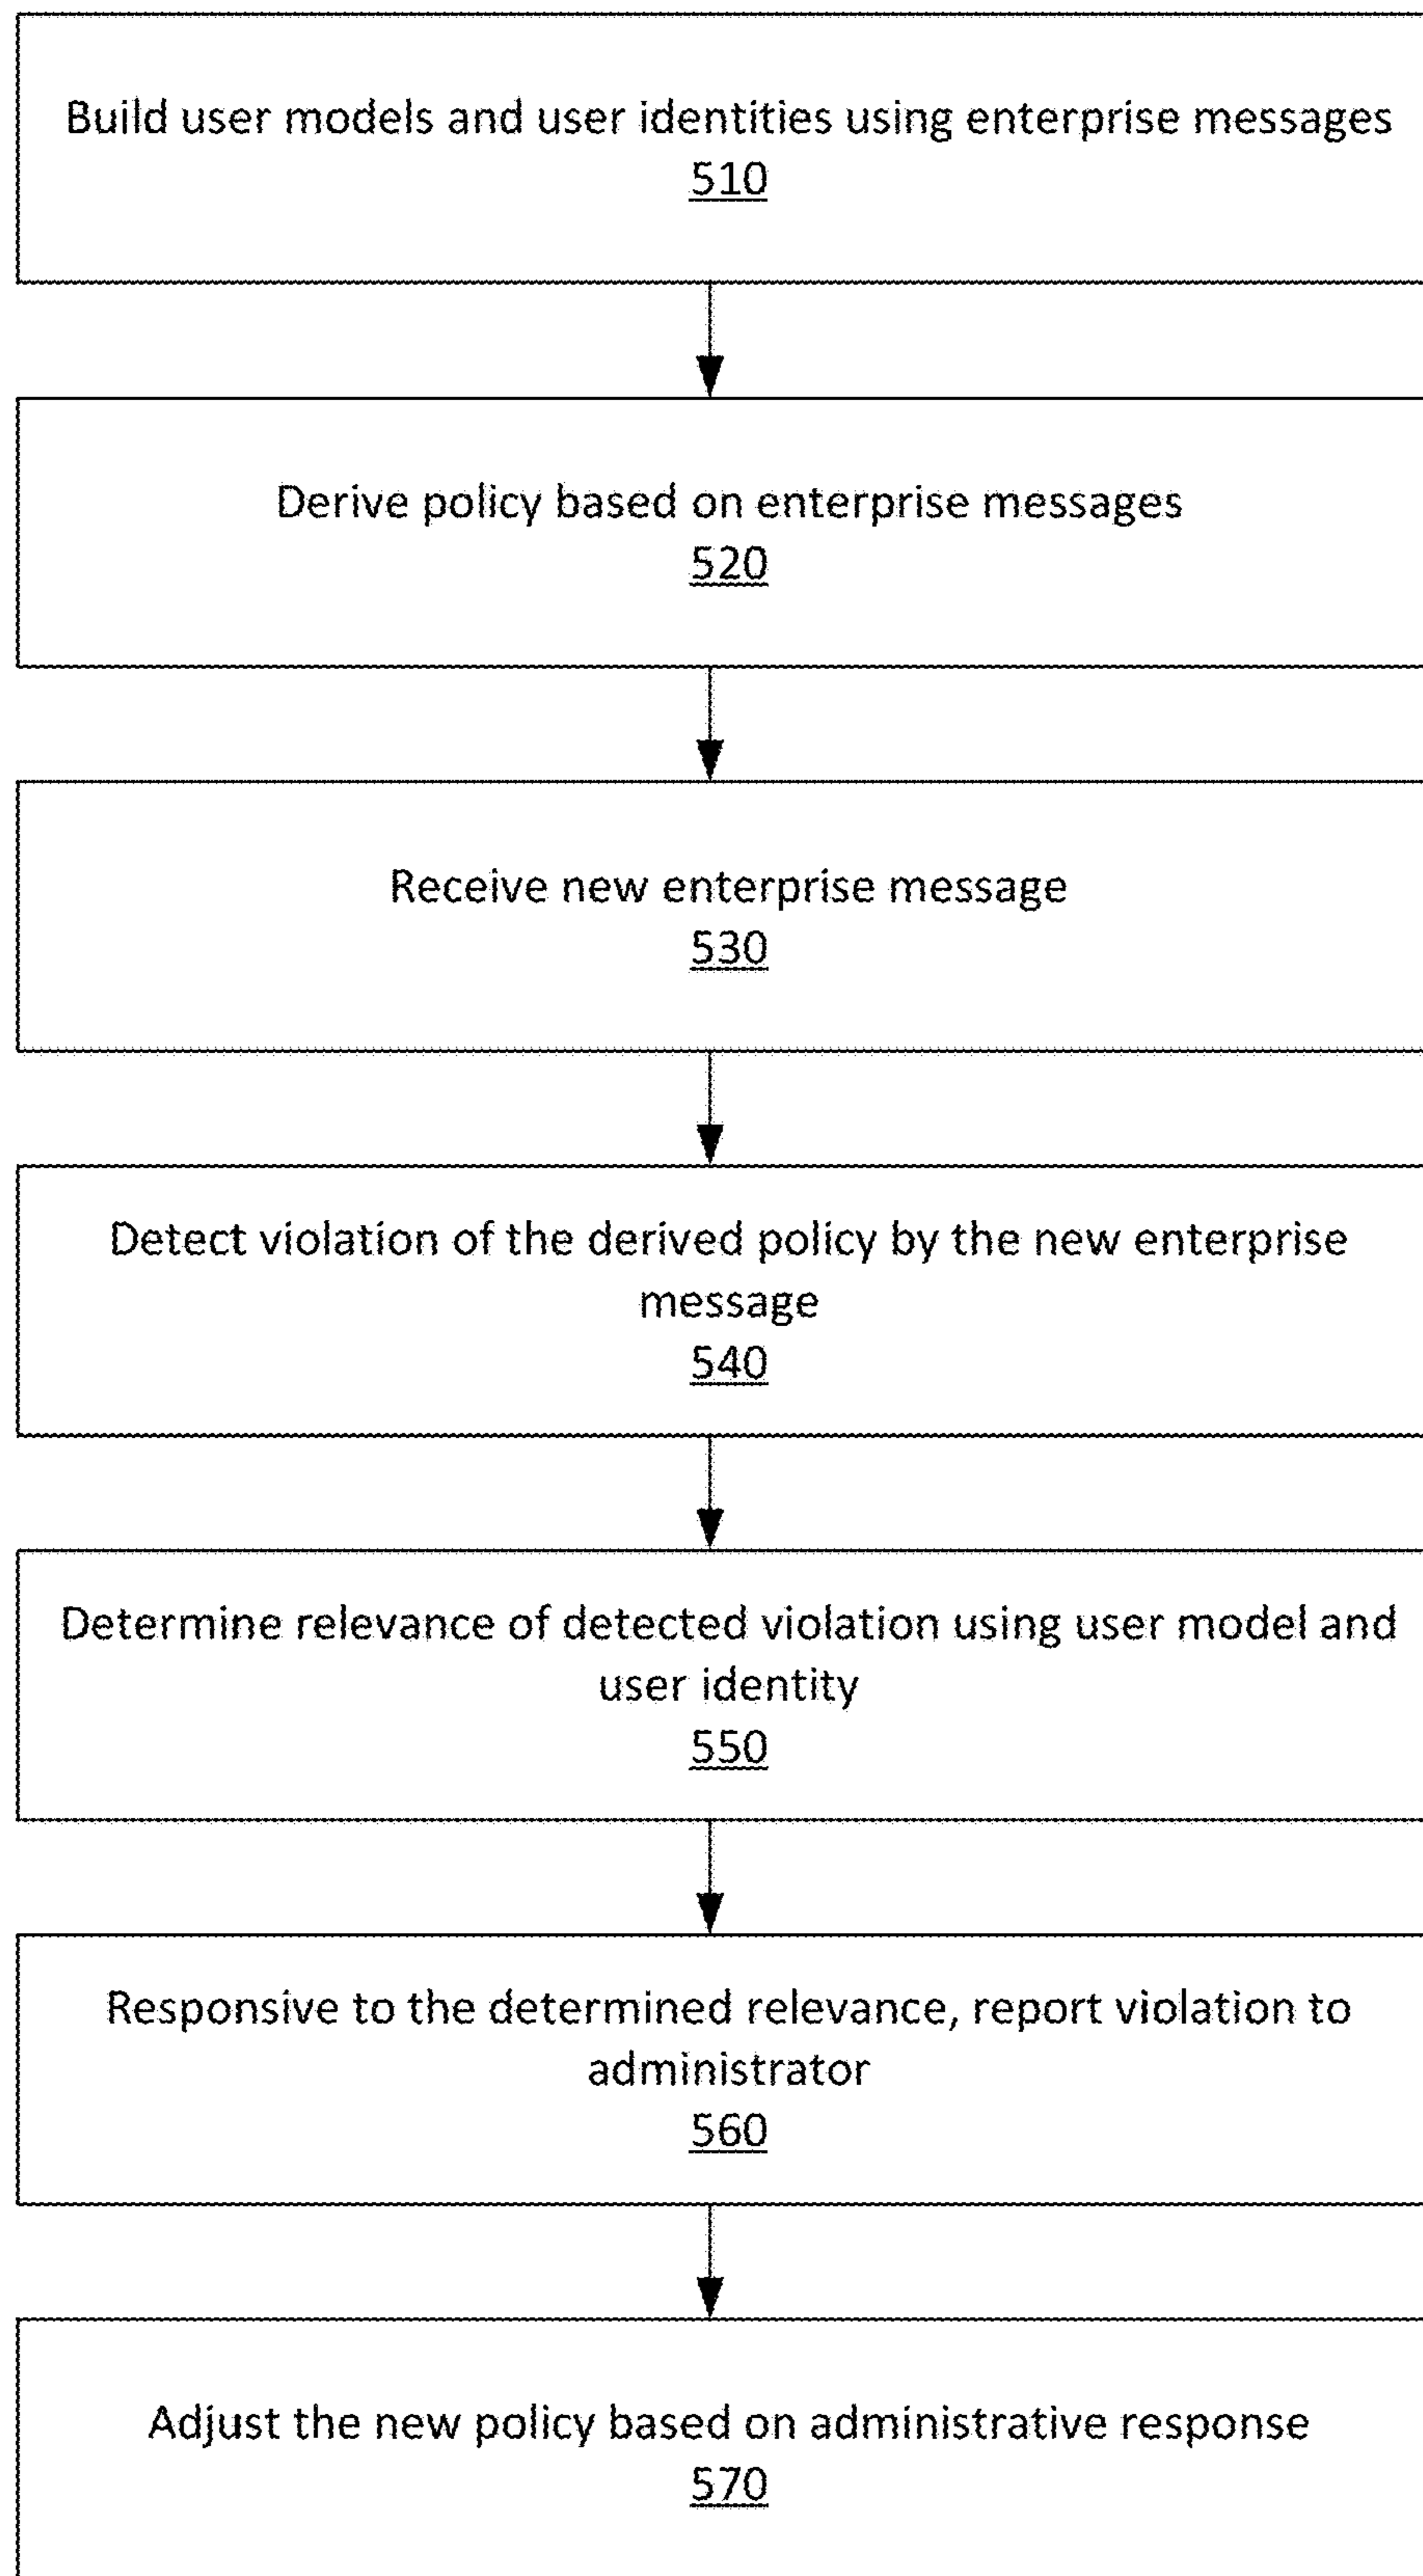 Build user models and user identities using enterprise messages
510
Derive policy based on enterprise messages
520
Receive new enterprise message
530
Detect violation of the derived policy by the new enterprise
message
540
Determine relevance of detected violation using user model and
user identity
550
Responsive to the determined relevance, report violation to
administrator
560
Adjust the new policy based on administrative response
570